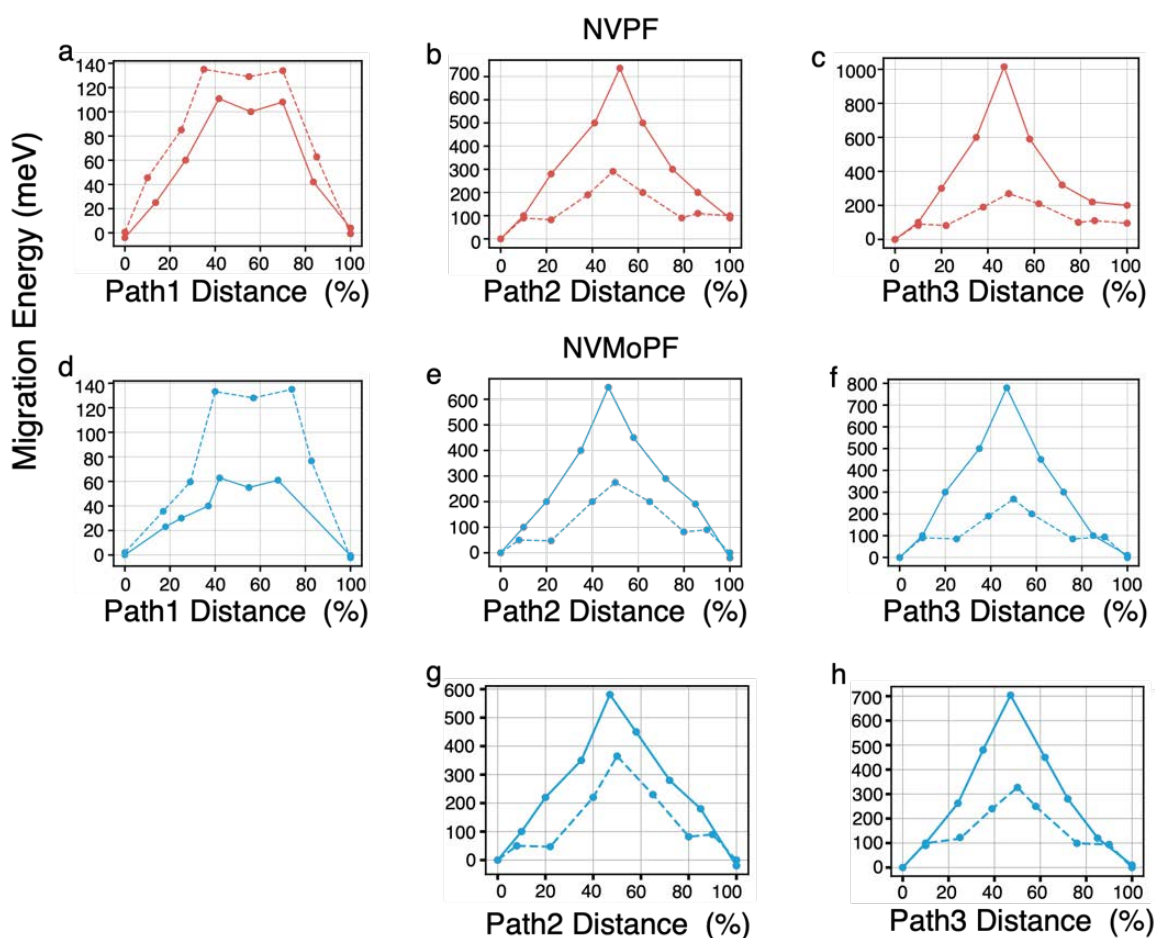 NVPF
Migration Energy (meV)
a
140
120
100
80
60
40
20
0
0 20 40 60 80 100
Path1 Distance (%)
b
700
600
500
400
300
200
100
0
0 20 40 60 80 100
Path2 Distance (%)
c
1000
800
600
400
200
0
0 20 40 60 80 100
Path3 Distance (%)
NVMoPF
d
140
120
100
80
60
40
20
0
0 20 40 60 80 100
Path1 Distance (%)
e
600
500
400
300
200
100
0
0 20 40 60 80 100
Path2 Distance (%)
f
800
700
600
500
400
300
200
100
0
0 20 40 60 80 100
Path3 Distance (%)
g
600
500
400
300
200
100
0
0 20 40 60 80 100
Path2 Distance (%)
h
700
600
500
400
300
200
100
0
0 20 40 60 80 100
Path3 Distance (%)